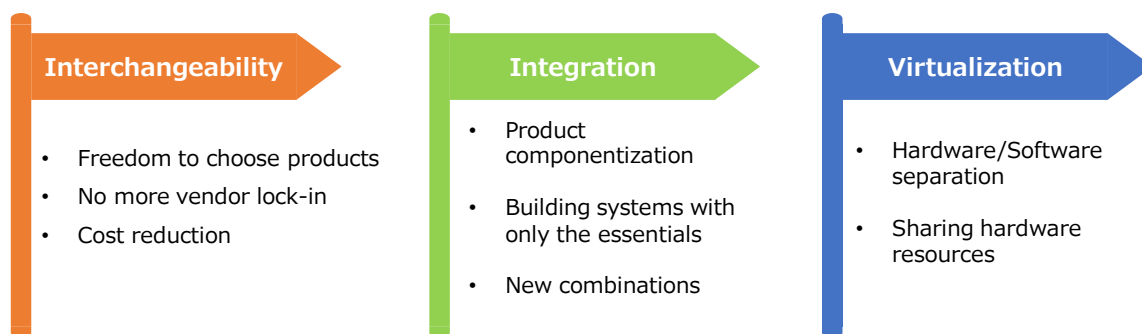 Interchangeability
• Freedom to choose products
• No more vendor lock-in
• Cost reduction
Integration
• Product
componentization
• Building systems with
only the essentials
• New combinations
Virtualization
• Hardware/Software
separation
• Sharing hardware
resources